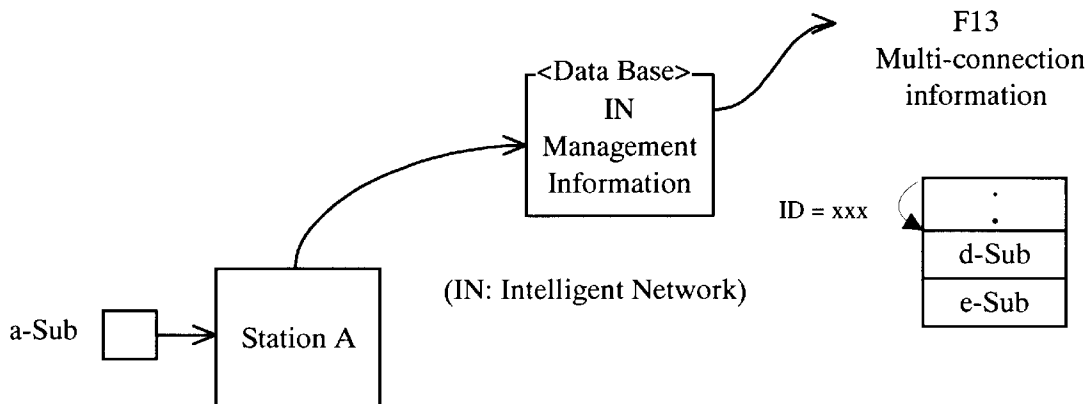 F13
Multi-connection
information
<Data Base>
IN
Management
Information
ID = xxx
d-Sub
e-Sub
(IN: Intelligent Network)
a-Sub
Station A